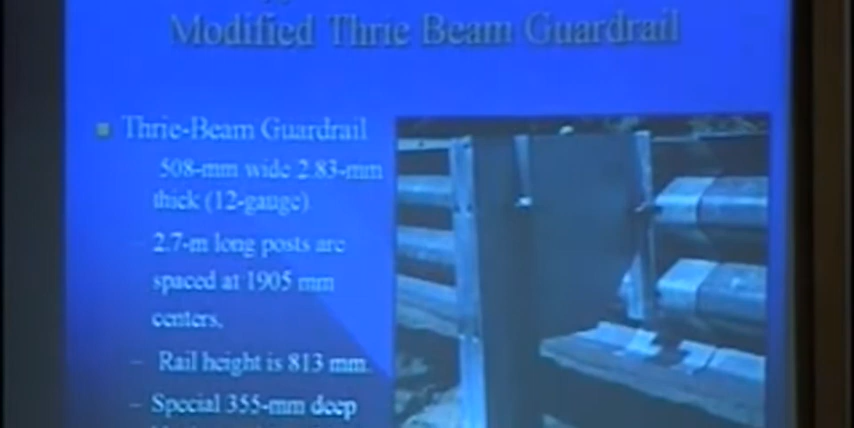 Modified Thrie Beam Guardrail
Thrie-Beam Guardrail
508-mm wide 2.83-mm
thick (12-gauge)
2.7-m long posts are
spaced at 1905 mm
centers.
– Rail height is 813 mm.
– Special 355-mm deep